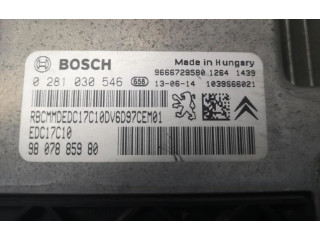 BOSCH
Made in Hungary
9666729580 1264 1439
0 281 030 546 658 13-06-14 1039S66021
RBCMMDEDC17C10DV6D97CEM01
EDC17C10
98 078 859 80